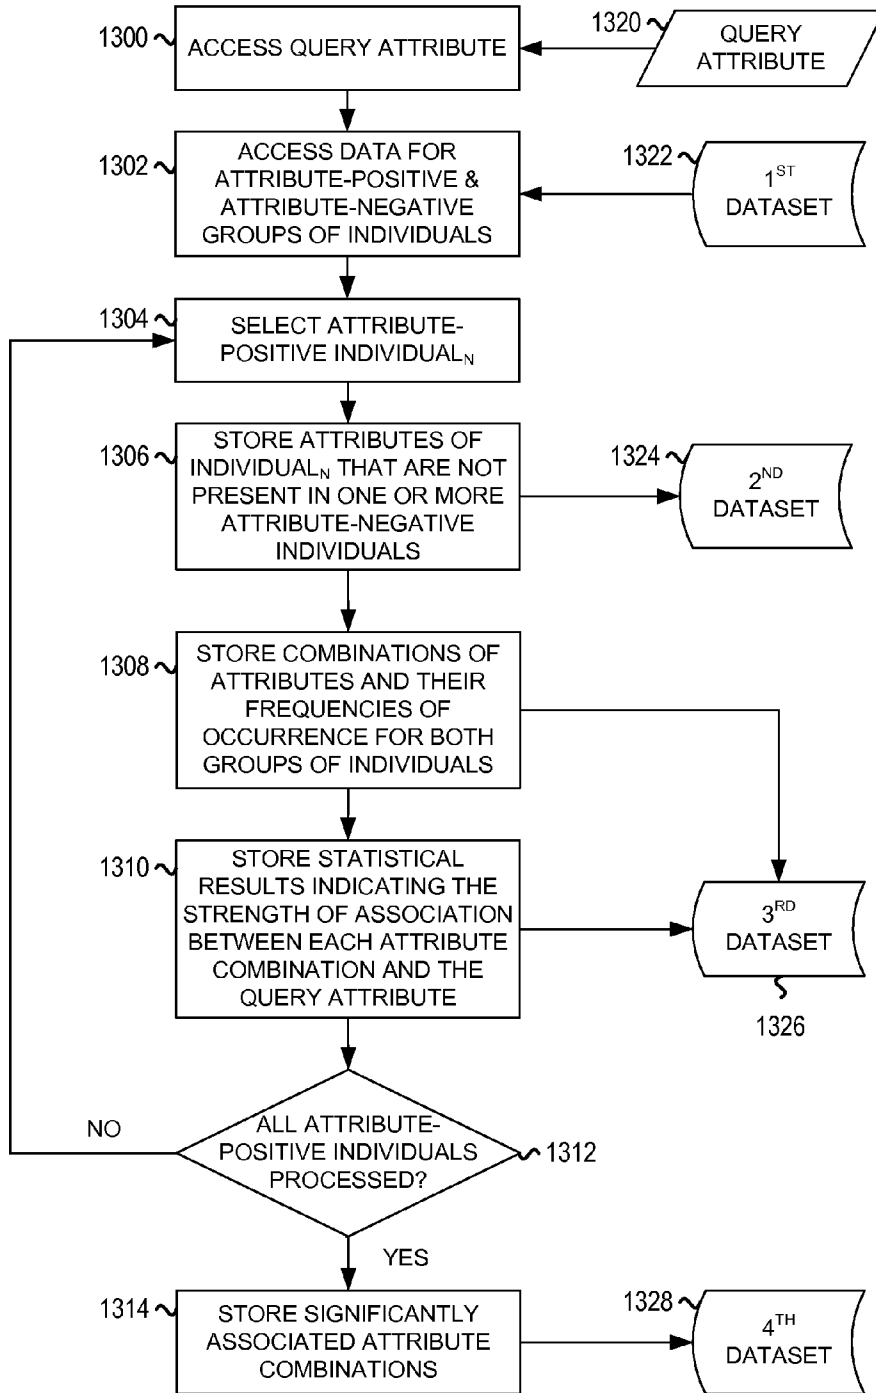 1300
ACCESS QUERY ATTRIBUTE
1320
QUERY
ATTRIBUTE
1302
ACCESS DATA FOR
ATTRIBUTE-POSITIVE &
ATTRIBUTE-NEGATIVE
GROUPS OF INDIVIDUALS
1322
1ST
DATASET
1304
SELECT ATTRIBUTE-
POSITIVE INDIVIDUALN
1306
STORE ATTRIBUTES OF
INDIVIDUALN THAT ARE NOT
PRESENT IN ONE OR MORE
ATTRIBUTE-NEGATIVE
INDIVIDUALS
1324
2ND
DATASET
1308
STORE COMBINATIONS OF
ATTRIBUTES AND THEIR
FREQUENCIES OF
OCCURRENCE FOR BOTH
GROUPS OF INDIVIDUALS
1310
STORE STATISTICAL
RESULTS INDICATING THE
STRENGTH OF ASSOCIATION
BETWEEN EACH ATTRIBUTE
COMBINATION AND THE
QUERY ATTRIBUTE
3RD
DATASET
1326
NO
ALL ATTRIBUTE-
POSITIVE INDIVIDUALS
PROCESSED?
1312
YES
1314
STORE SIGNIFICANTLY
ASSOCIATED ATTRIBUTE
COMBINATIONS
1328
4TH
DATASET